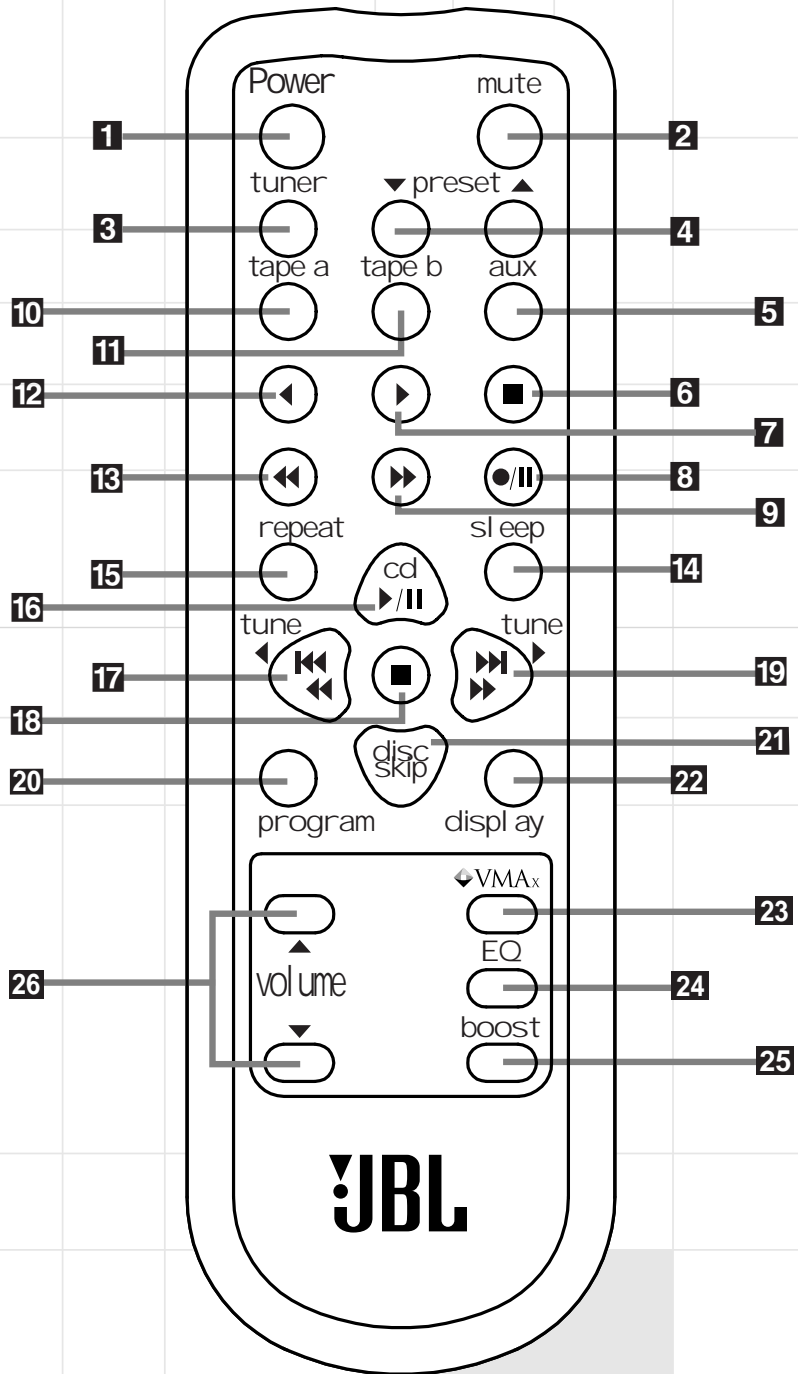 Power mute
1 2
tuner ▼ preset ▲
3 4
tape a tape b aux
10 5
11
12 6
7
13 8
9
repeat sleep
15 cd 14
16
tune tune
17 19
18
disc 21
skip
20 22
program display
VMAx
23
EQ
26 volume 24
boost
25
JBL